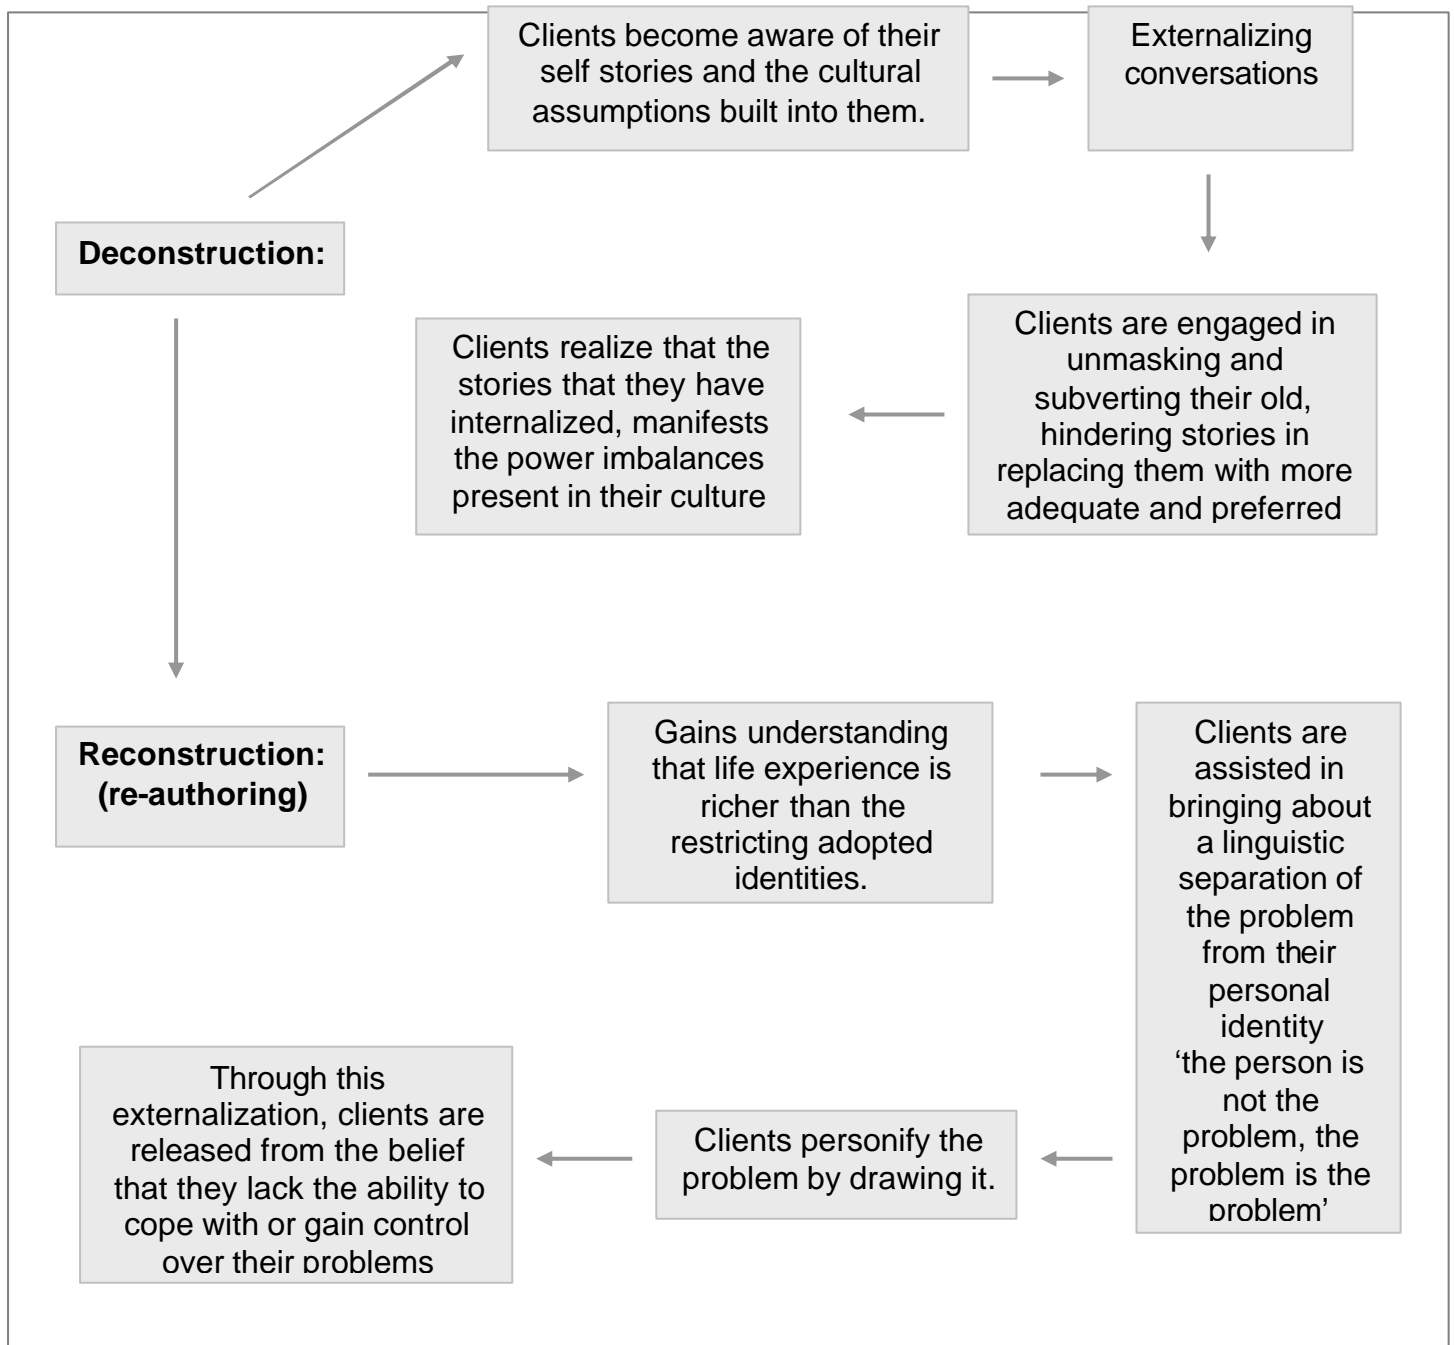 Clients become aware of their
self stories and the cultural
assumptions built into them.
Externalizing
conversations
Deconstruction:
Clients are engaged in
unmasking and
subverting their old,
hindering stories in
replacing them with more
adequate and preferred
Clients realize that the
stories that they have
internalized, manifests
the power imbalances
present in their culture
Reconstruction:
(re-authoring)
Gains understanding
that life experience is
richer than the
restricting adopted
identities.
Clients are
assisted in
bringing about
a linguistic
separation of
the problem
from their
personal
identity
‘the person is
not the
problem, the
problem is the
problem’
Clients personify the
problem by drawing it.
Through this
externalization, clients are
released from the belief
that they lack the ability to
cope with or gain control
over their problems